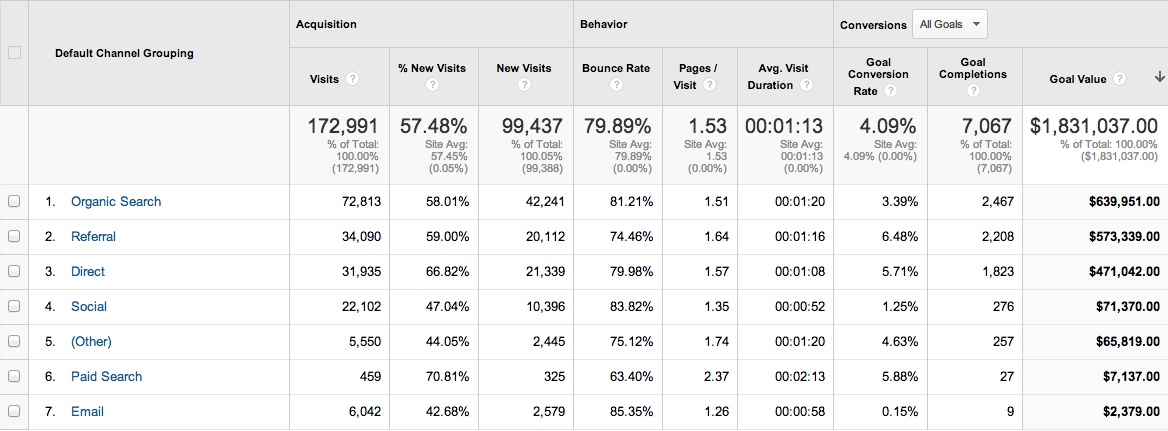 Acquisition Behavior Conversions All Goals
Default Channel Grouping
Visits ? % New Visits ? New Visits ? Bounce Rate ? Pages / Visit ? Avg. Visit Duration ? Goal Conversion Rate ? Goal Completions ? Goal Value ?
172,991 57.48% 99,437 79.89% 1.53 00:01:13 4.09% 7,067 $1,831,037.00
% of Total: 100.00% (172,991) Site Avg: 57.45% (0.05%) % of Total: 100.05% (99,388) Site Avg: 79.89% (0.00%) Site Avg: 1.53 (0.00%) Site Avg: 00:01:13 (0.00%) Site Avg: 4.09% (0.00%) % of Total: 100.00% (7,067) % of Total: 100.00% ($1,831,037.00)
1. Organic Search 72,813 58.01% 42,241 81.21% 1.51 00:01:20 3.39% 2,467 $639,951.00
2. Referral 34,090 59.00% 20,112 74.46% 1.64 00:01:16 6.48% 2,208 $573,339.00
3. Direct 31,935 66.82% 21,339 79.98% 1.57 00:01:08 5.71% 1,823 $471,042.00
4. Social 22,102 47.04% 10,396 83.82% 1.35 00:00:52 1.25% 276 $71,370.00
5. (Other) 5,550 44.05% 2,445 75.12% 1.74 00:01:20 4.63% 257 $65,819.00
6. Paid Search 459 70.81% 325 63.40% 2.37 00:02:13 5.88% 27 $7,137.00
7. Email 6,042 42.68% 2,579 85.35% 1.26 00:00:58 0.15% 9 $2,379.00